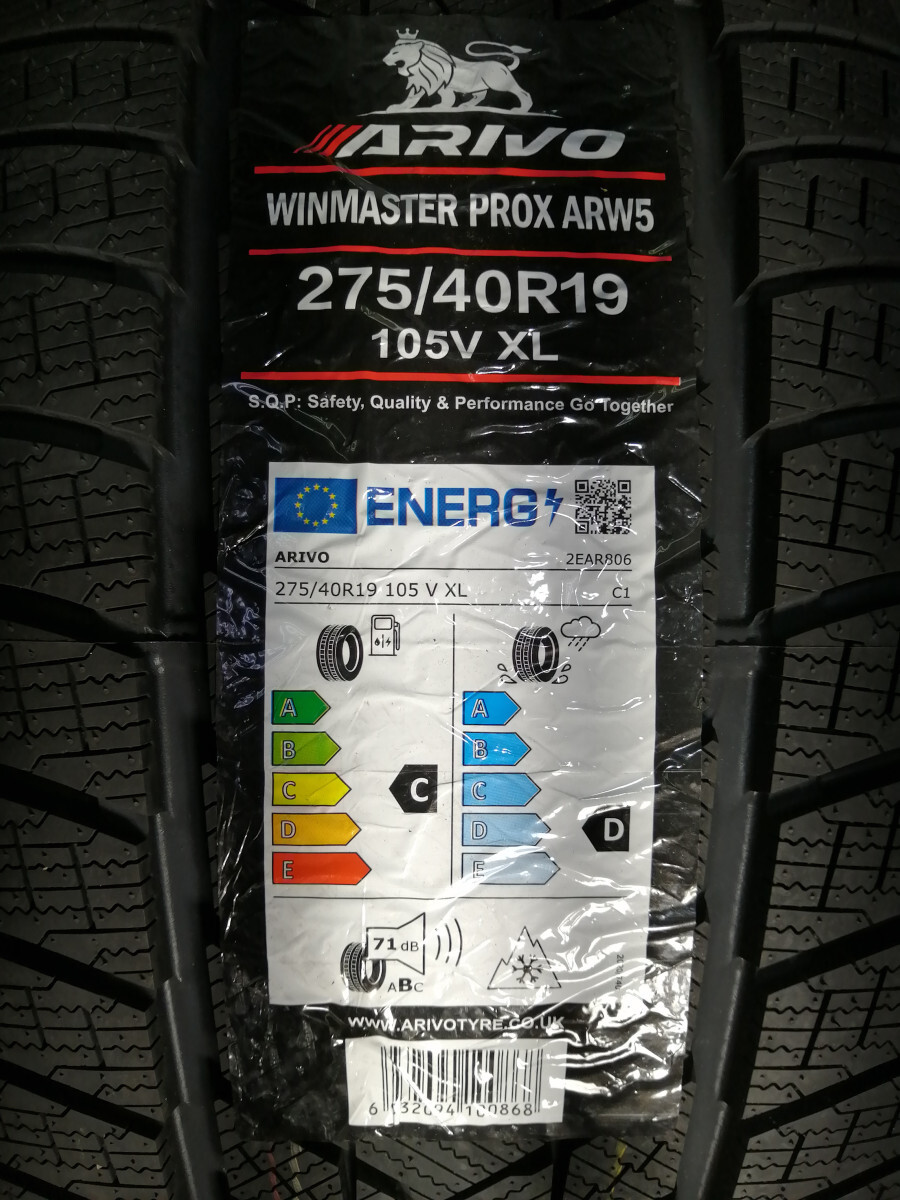 ARIVO
WINMASTER PROX ARW5
275/40R19
105V XL
S.Q.P: Safety, Quality & Performance Go Together
ENERG
ARIVO 2EAR806
275/40R19 105 V XL C1
A A
B B
C C C
D D D
E E
71 dB
ABC
WWW.ARIVOTYRE.CO.UK